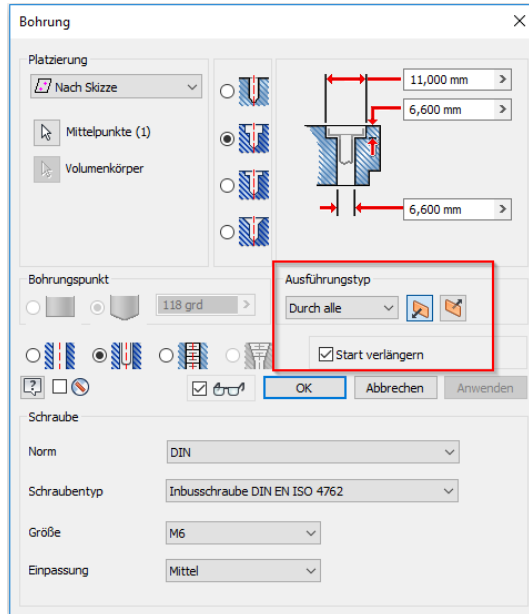 Bohrung
Platzierung
Nach Skizze
Mittelpunkte (1)
Volumenkörper
11,000 mm
6,600 mm
6,600 mm
Bohrungspunkt
118 grd
Ausführungstyp
Durch alle
Start verlängern
?
OK
Abbrechen
Anwenden
Schraube
Norm
DIN
Schraubentyp
Inbusschraube DIN EN ISO 4762
Größe
M6
Einpassung
Mittel